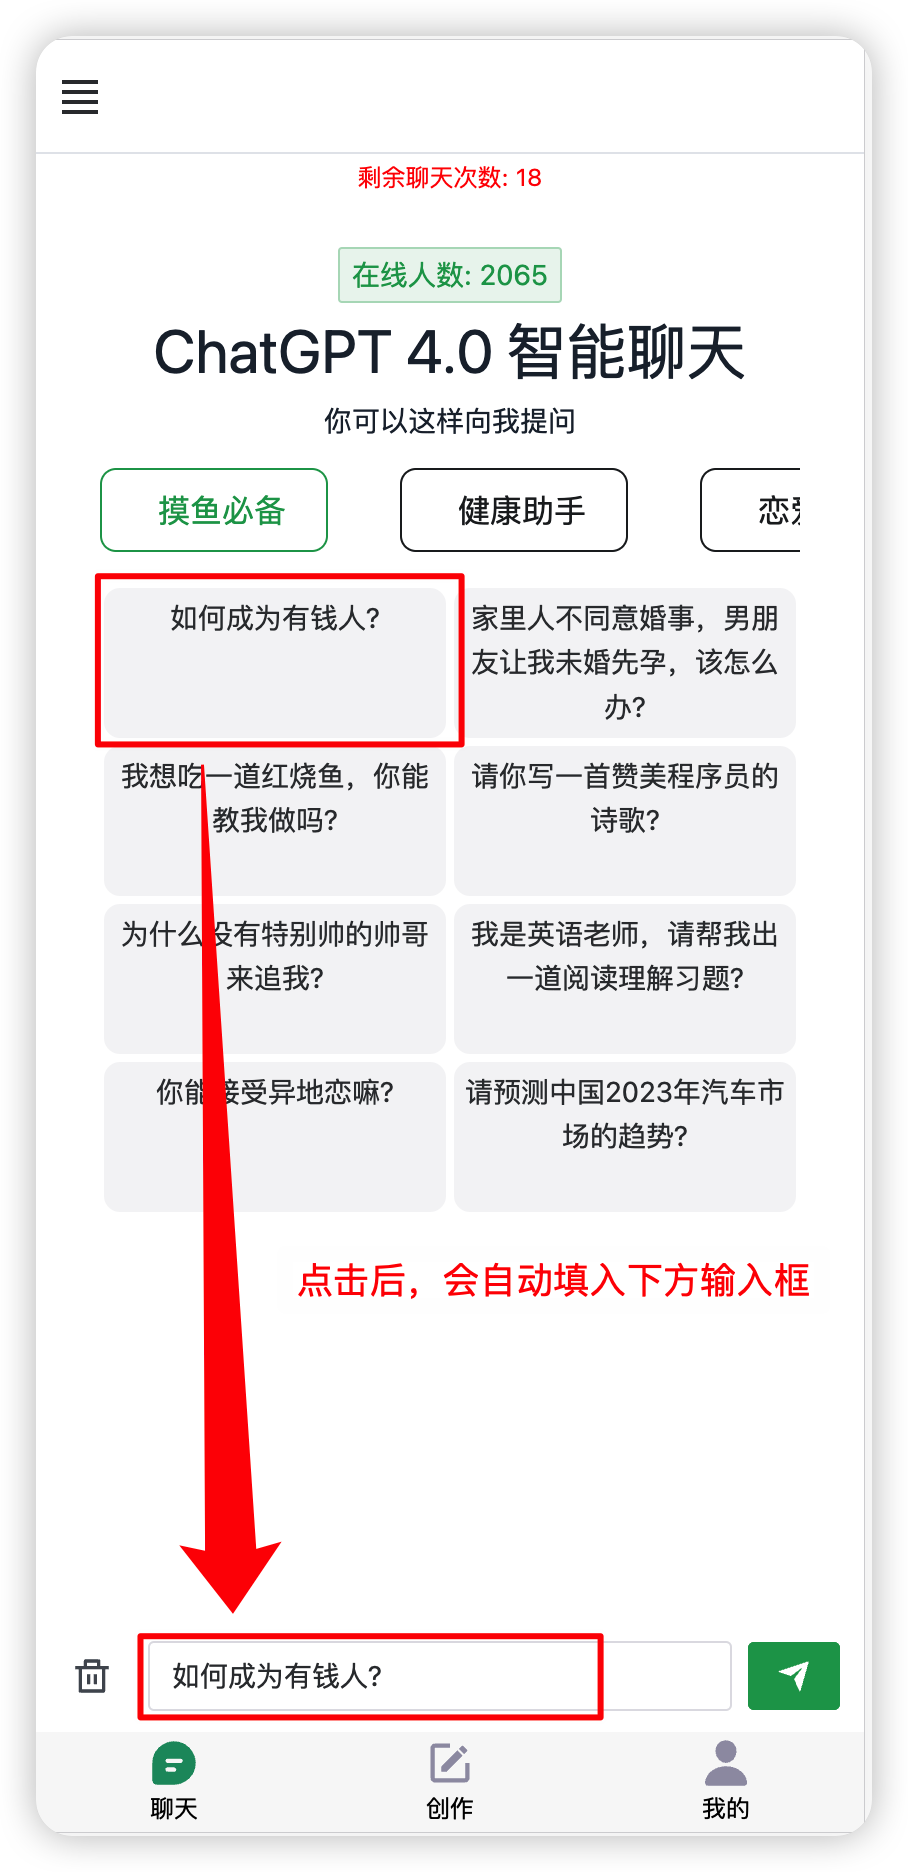 剩余聊天次数: 18
在线人数: 2065
ChatGPT 4.0 智能聊天
你可以这样向我提问
摸鱼必备
健康助手
恋爱
如何成为有钱人?
家里人不同意婚事，男朋
友让我未婚先孕，该怎么
办?
我想吃一道红烧鱼，你能
教我做吗?
请你写一首赞美程序员的
诗歌?
为什么没有特别帅的帅哥
来追我?
我是英语老师，请帮我出
一道阅读理解习题?
你能接受异地恋嘛?
请预测中国2023年汽车市
场的趋势?
点击后，会自动填入下方输入框
如何成为有钱人?
聊天
创作
我的